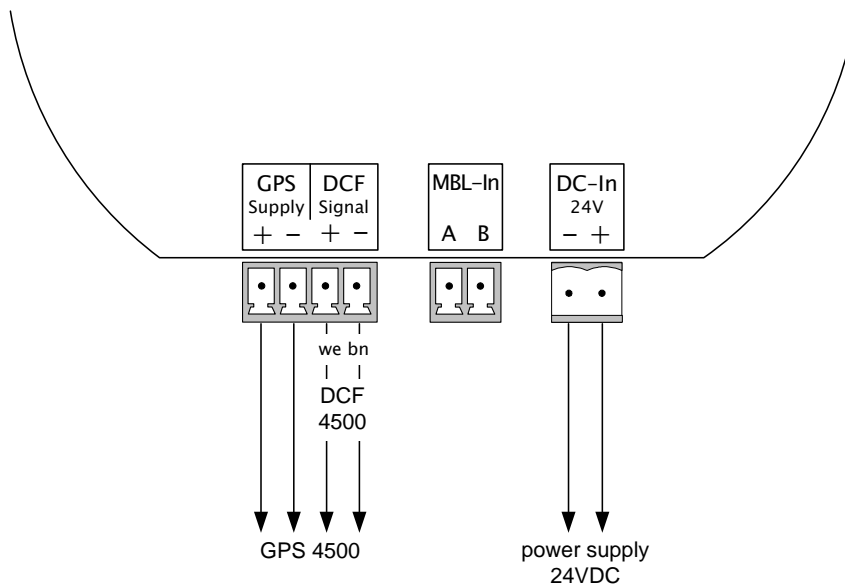 GPS DCF
Supply Signal
+ − + −
MBL–In
A B
DC–In
24V
− +
we bn
DCF
4500
GPS 4500
power supply
24VDC